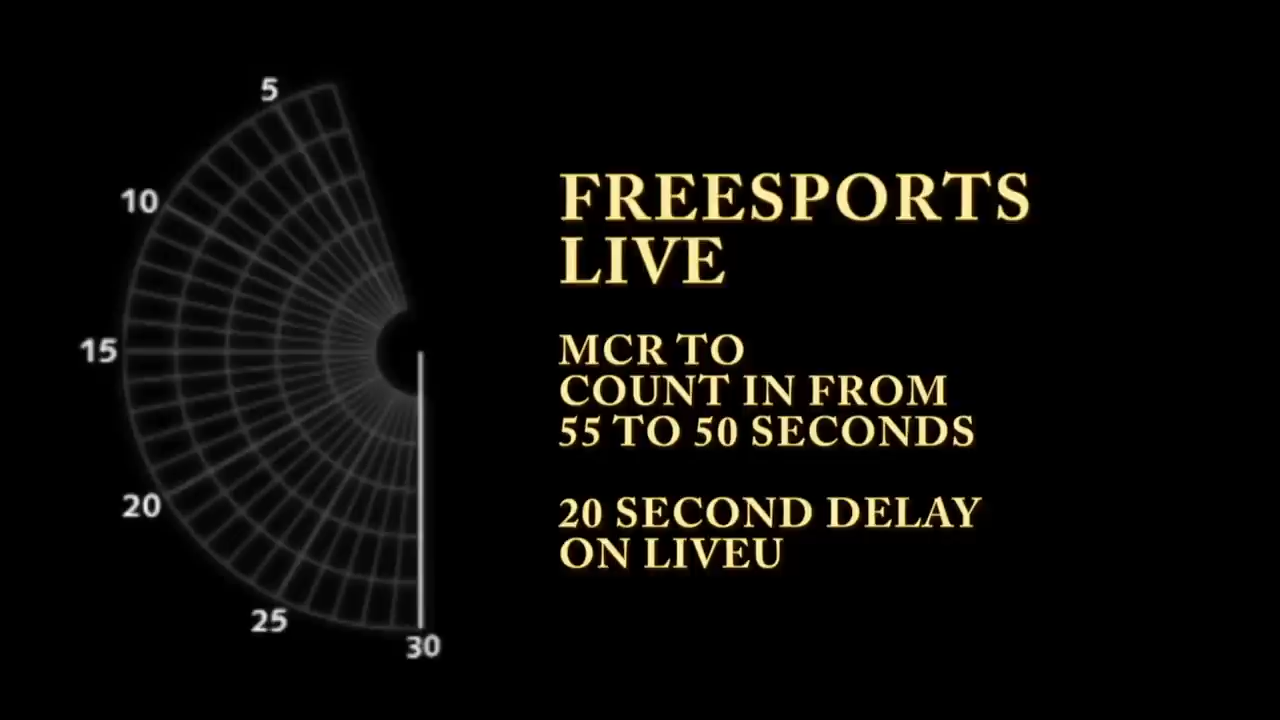 FREESPORTS
LIVE
MCR TO
COUNT IN FROM
55 TO 50 SECONDS
20 SECOND DELAY
ON LIVEU
5
10
15
20
25
30